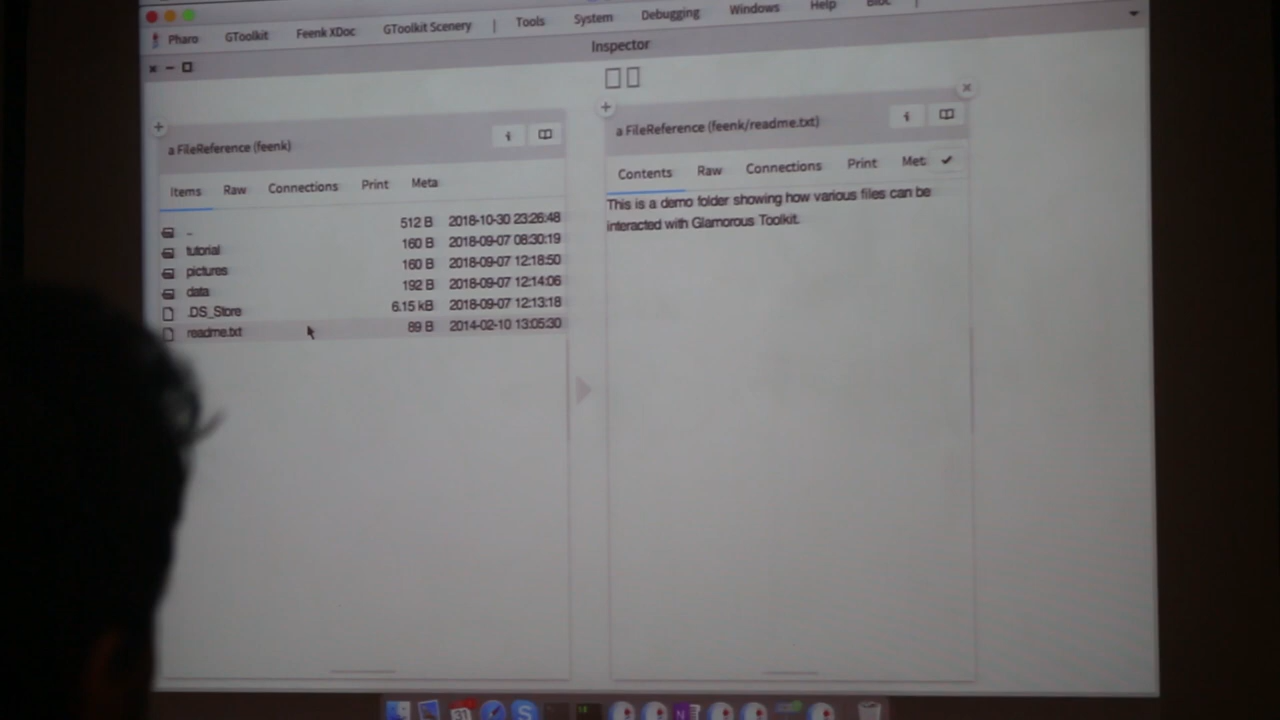 Pharo GToolkit Feenk XDoc GToolkit Scenery | Tools System Debugging Windows Help Bloc |
Inspector
a FileReference (feenk)
Items Raw Connections Print Meta
.. 512 B 2018-10-30 23:26:48
tutorial 160 B 2018-09-07 08:30:19
pictures 160 B 2018-09-07 12:18:50
data 192 B 2018-09-07 12:14:06
.DS_Store 6.15 kB 2018-09-07 12:13:18
readme.txt 89 B 2014-02-10 13:05:30
a FileReference (feenk/readme.txt)
Contents Raw Connections Print Met
This is a demo folder showing how various files can be
interacted with Glamorous Toolkit.
31